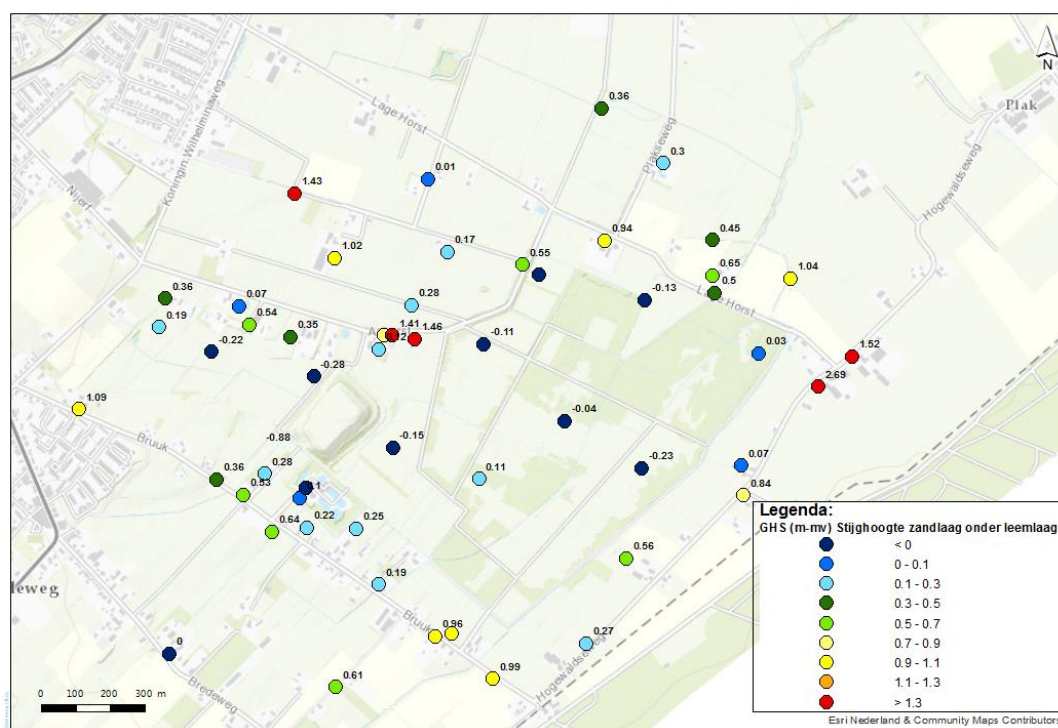 0.36
Plak
N
Lage Horst
Koningin-Wilhelminaweg
Plakseweg
Hogewaldseweg
Nijerf
0.3
0.01
1.43
0.94
0.45
0.17
1.02
0.55
0.65
1.04
0.5
-0.13
Lage Horst
0.36
0.07
0.28
0.19
0.54
0.35
1.41
1.46
-0.11
0.03
-0.22
1.52
-0.28
2.69
1.09
Bruuk
-0.04
-0.88
-0.15
0.36
0.28
0.11
-0.23
0.07
0.53
0.84
0.64
0.22
0.25
0.56
0.19
Bruuk
0.96
0.27
0
0.99
Hogewaldseweg
0.61
Bredeweg
0 100 200 300 m
Legenda:
GHS (m-mv) Stijghoogte zandlaag onder leemlaag
< 0
0 - 0.1
0.1 - 0.3
0.3 - 0.5
0.5 - 0.7
0.7 - 0.9
0.9 - 1.1
1.1 - 1.3
> 1.3
Esri Nederland & Community Maps Contributors